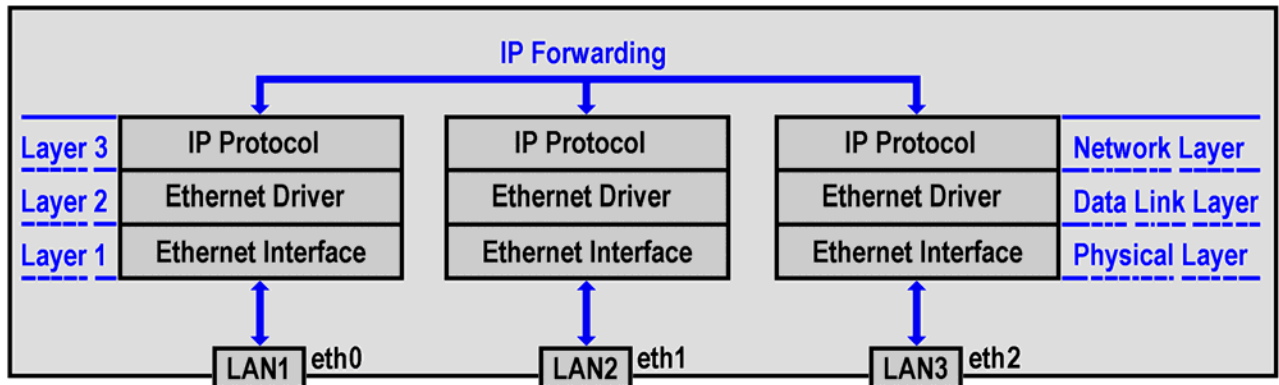 IP Forwarding
Layer 3 IP Protocol IP Protocol IP Protocol Network Layer
Layer 2 Ethernet Driver Ethernet Driver Ethernet Driver Data Link Layer
Layer 1 Ethernet Interface Ethernet Interface Ethernet Interface Physical Layer
LAN1 eth0 LAN2 eth1 LAN3 eth2